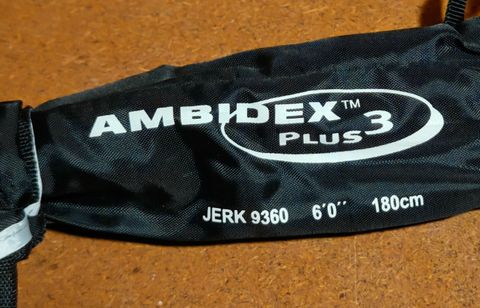 AMBIDEX™
PLUS 3
JERK 9360 6´0´´ 180cm